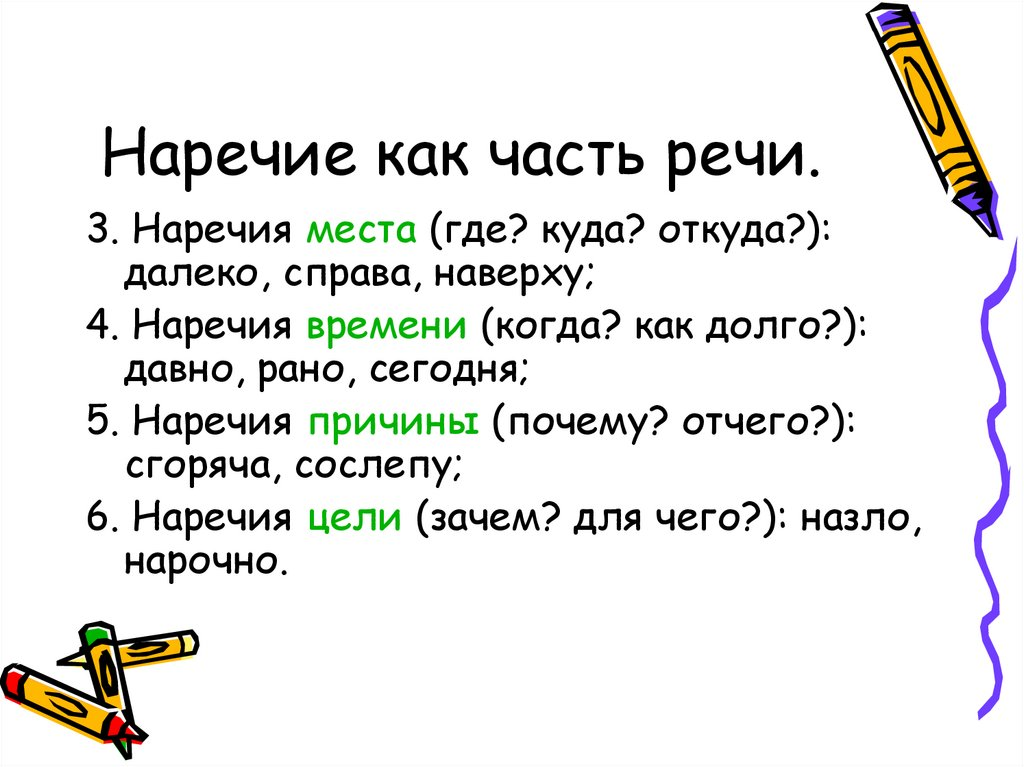 Наречие как часть речи.
3. Наречия места (где? куда? откуда?):
далеко, справа, наверху;
4. Наречия времени (когда? как долго?):
давно, рано, сегодня;
5. Наречия причины (почему? отчего?):
сгоряча, сослепу;
6. Наречия цели (зачем? для чего?): назло,
нарочно.